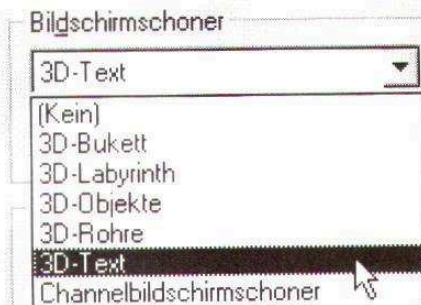 Bildschirmschoner
3D-Text
(Kein)
3D-Bukett
3D-Labyrinth
3D-Objekte
3D-Rohre
3D-Text
Channelbildschirmschoner